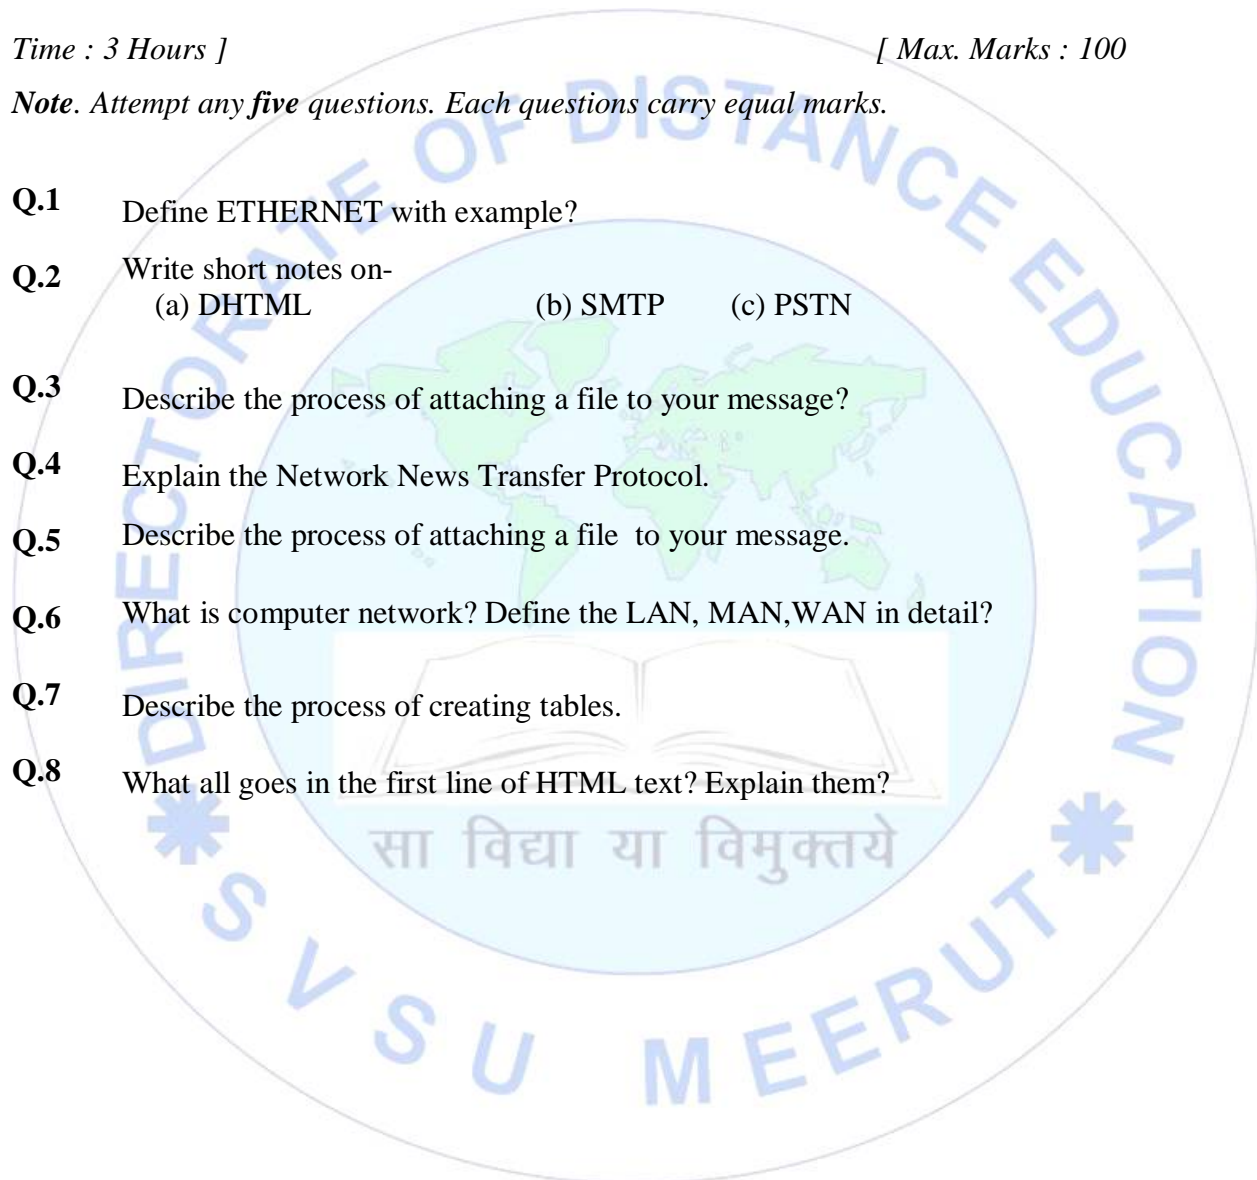 Time : 3 Hours ] [ Max. Marks : 100
Note. Attempt any five questions. Each questions carry equal marks.
Q.1 Define ETHERNET with example?
Q.2 Write short notes on-
(a) DHTML (b) SMTP (c) PSTN
Q.3 Describe the process of attaching a file to your message?
Q.4 Explain the Network News Transfer Protocol.
Q.5 Describe the process of attaching a file  to your message.
Q.6 What is computer network? Define the LAN, MAN,WAN in detail?
Q.7 Describe the process of creating tables.
Q.8 What all goes in the first line of HTML text? Explain them?
DIRECTORATE OF DISTANCE EDUCATION
सा विद्या या विमुक्तये
SVSU MEERUT